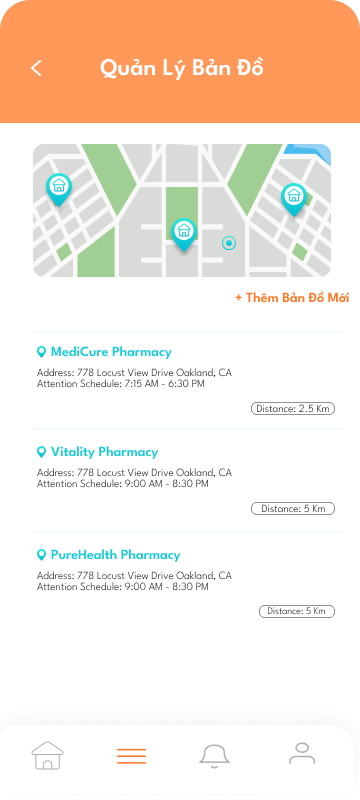 Quản Lý Bản Đồ
+ Thêm Bản Đồ Mới
MediCure Pharmacy
Address: 778 Locust View Drive Oakland, CA
Attention Schedule: 7:15 AM - 6:30 PM
Distance: 2.5 Km
Vitality Pharmacy
Address: 778 Locust View Drive Oakland, CA
Attention Schedule: 9:00 AM - 8:30 PM
Distance: 5 Km
PureHealth Pharmacy
Address: 778 Locust View Drive Oakland, CA
Attention Schedule: 9:00 AM - 8:30 PM
Distance: 5 Km